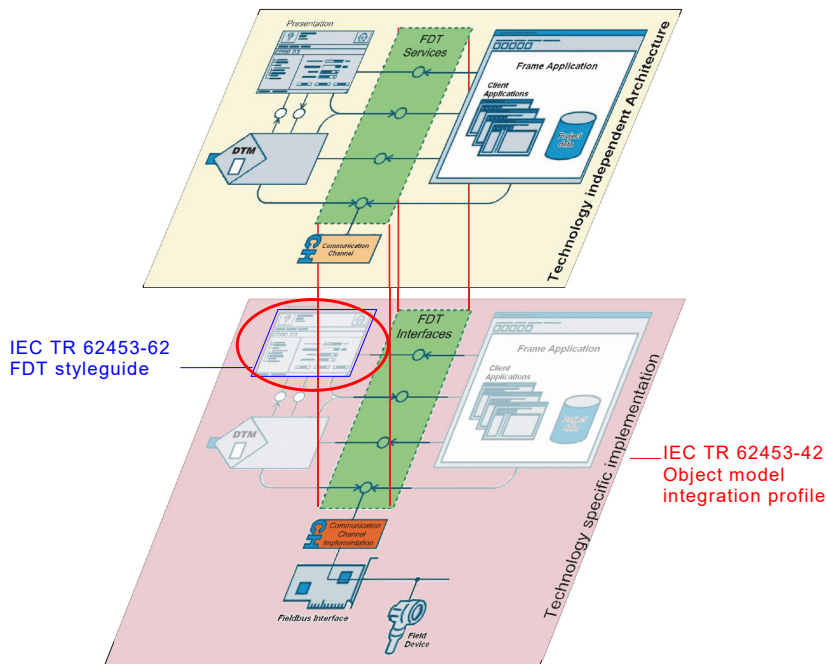 Presentation
FDT
Services
Frame Application
Client
Applications
Project
data
DTM
CH
Communication
Channel
Technology independent Architecture
IEC TR 62453-62
FDT styleguide
FDT
Interfaces
Frame Application
Client
Applications
Project
data
DTM
IEC TR 62453-42
Object model
integration profile
CH
Communication
Channel
Implementation
Fieldbus Interface
Field
Device
Technology specific implementation